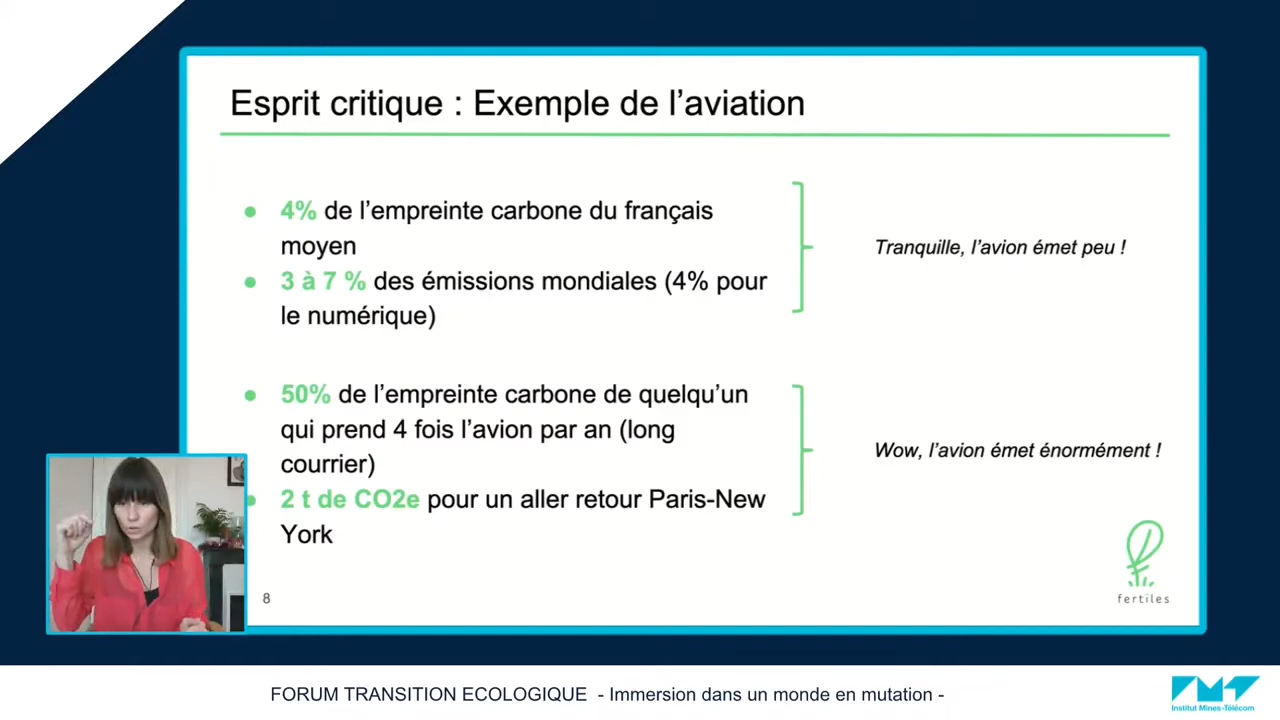 Esprit critique : Exemple de l’aviation
● 4% de l’empreinte carbone du français
moyen
● 3 à 7 % des émissions mondiales (4% pour
le numérique)
Tranquille, l’avion émet peu !
● 50% de l’empreinte carbone de quelqu’un
qui prend 4 fois l’avion par an (long
courrier)
● 2 t de CO2e pour un aller retour Paris-New
York
Wow, l’avion émet énormément !
8
fertiles
FORUM TRANSITION ECOLOGIQUE - Immersion dans un monde en mutation -
IMT
Institut Mines-Télécom